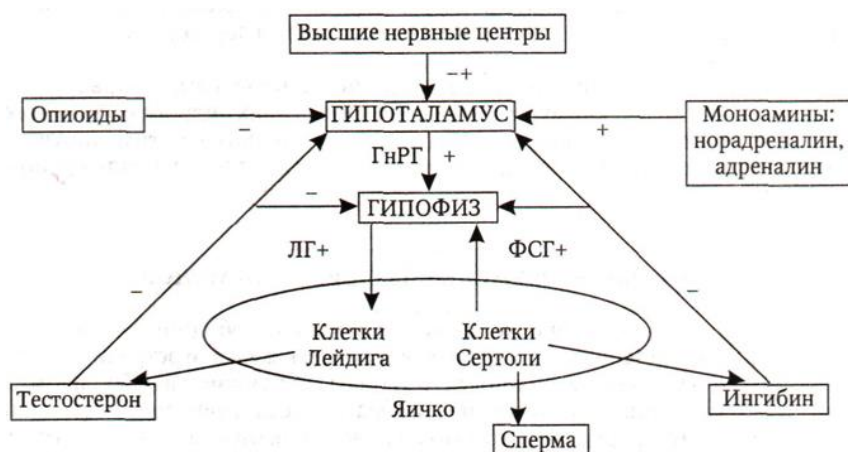 Высшие нервные центры
−+
Опиоиды
−
ГИПОТАЛАМУС
+
Моноамины:
норадреналин,
адреналин
ГнРГ +
−
ГИПОФИЗ
ЛГ+
ФСГ+
−
−
Клетки
Лейдига
Клетки
Сертоли
Тестостерон
Яичко
Ингибин
Сперма